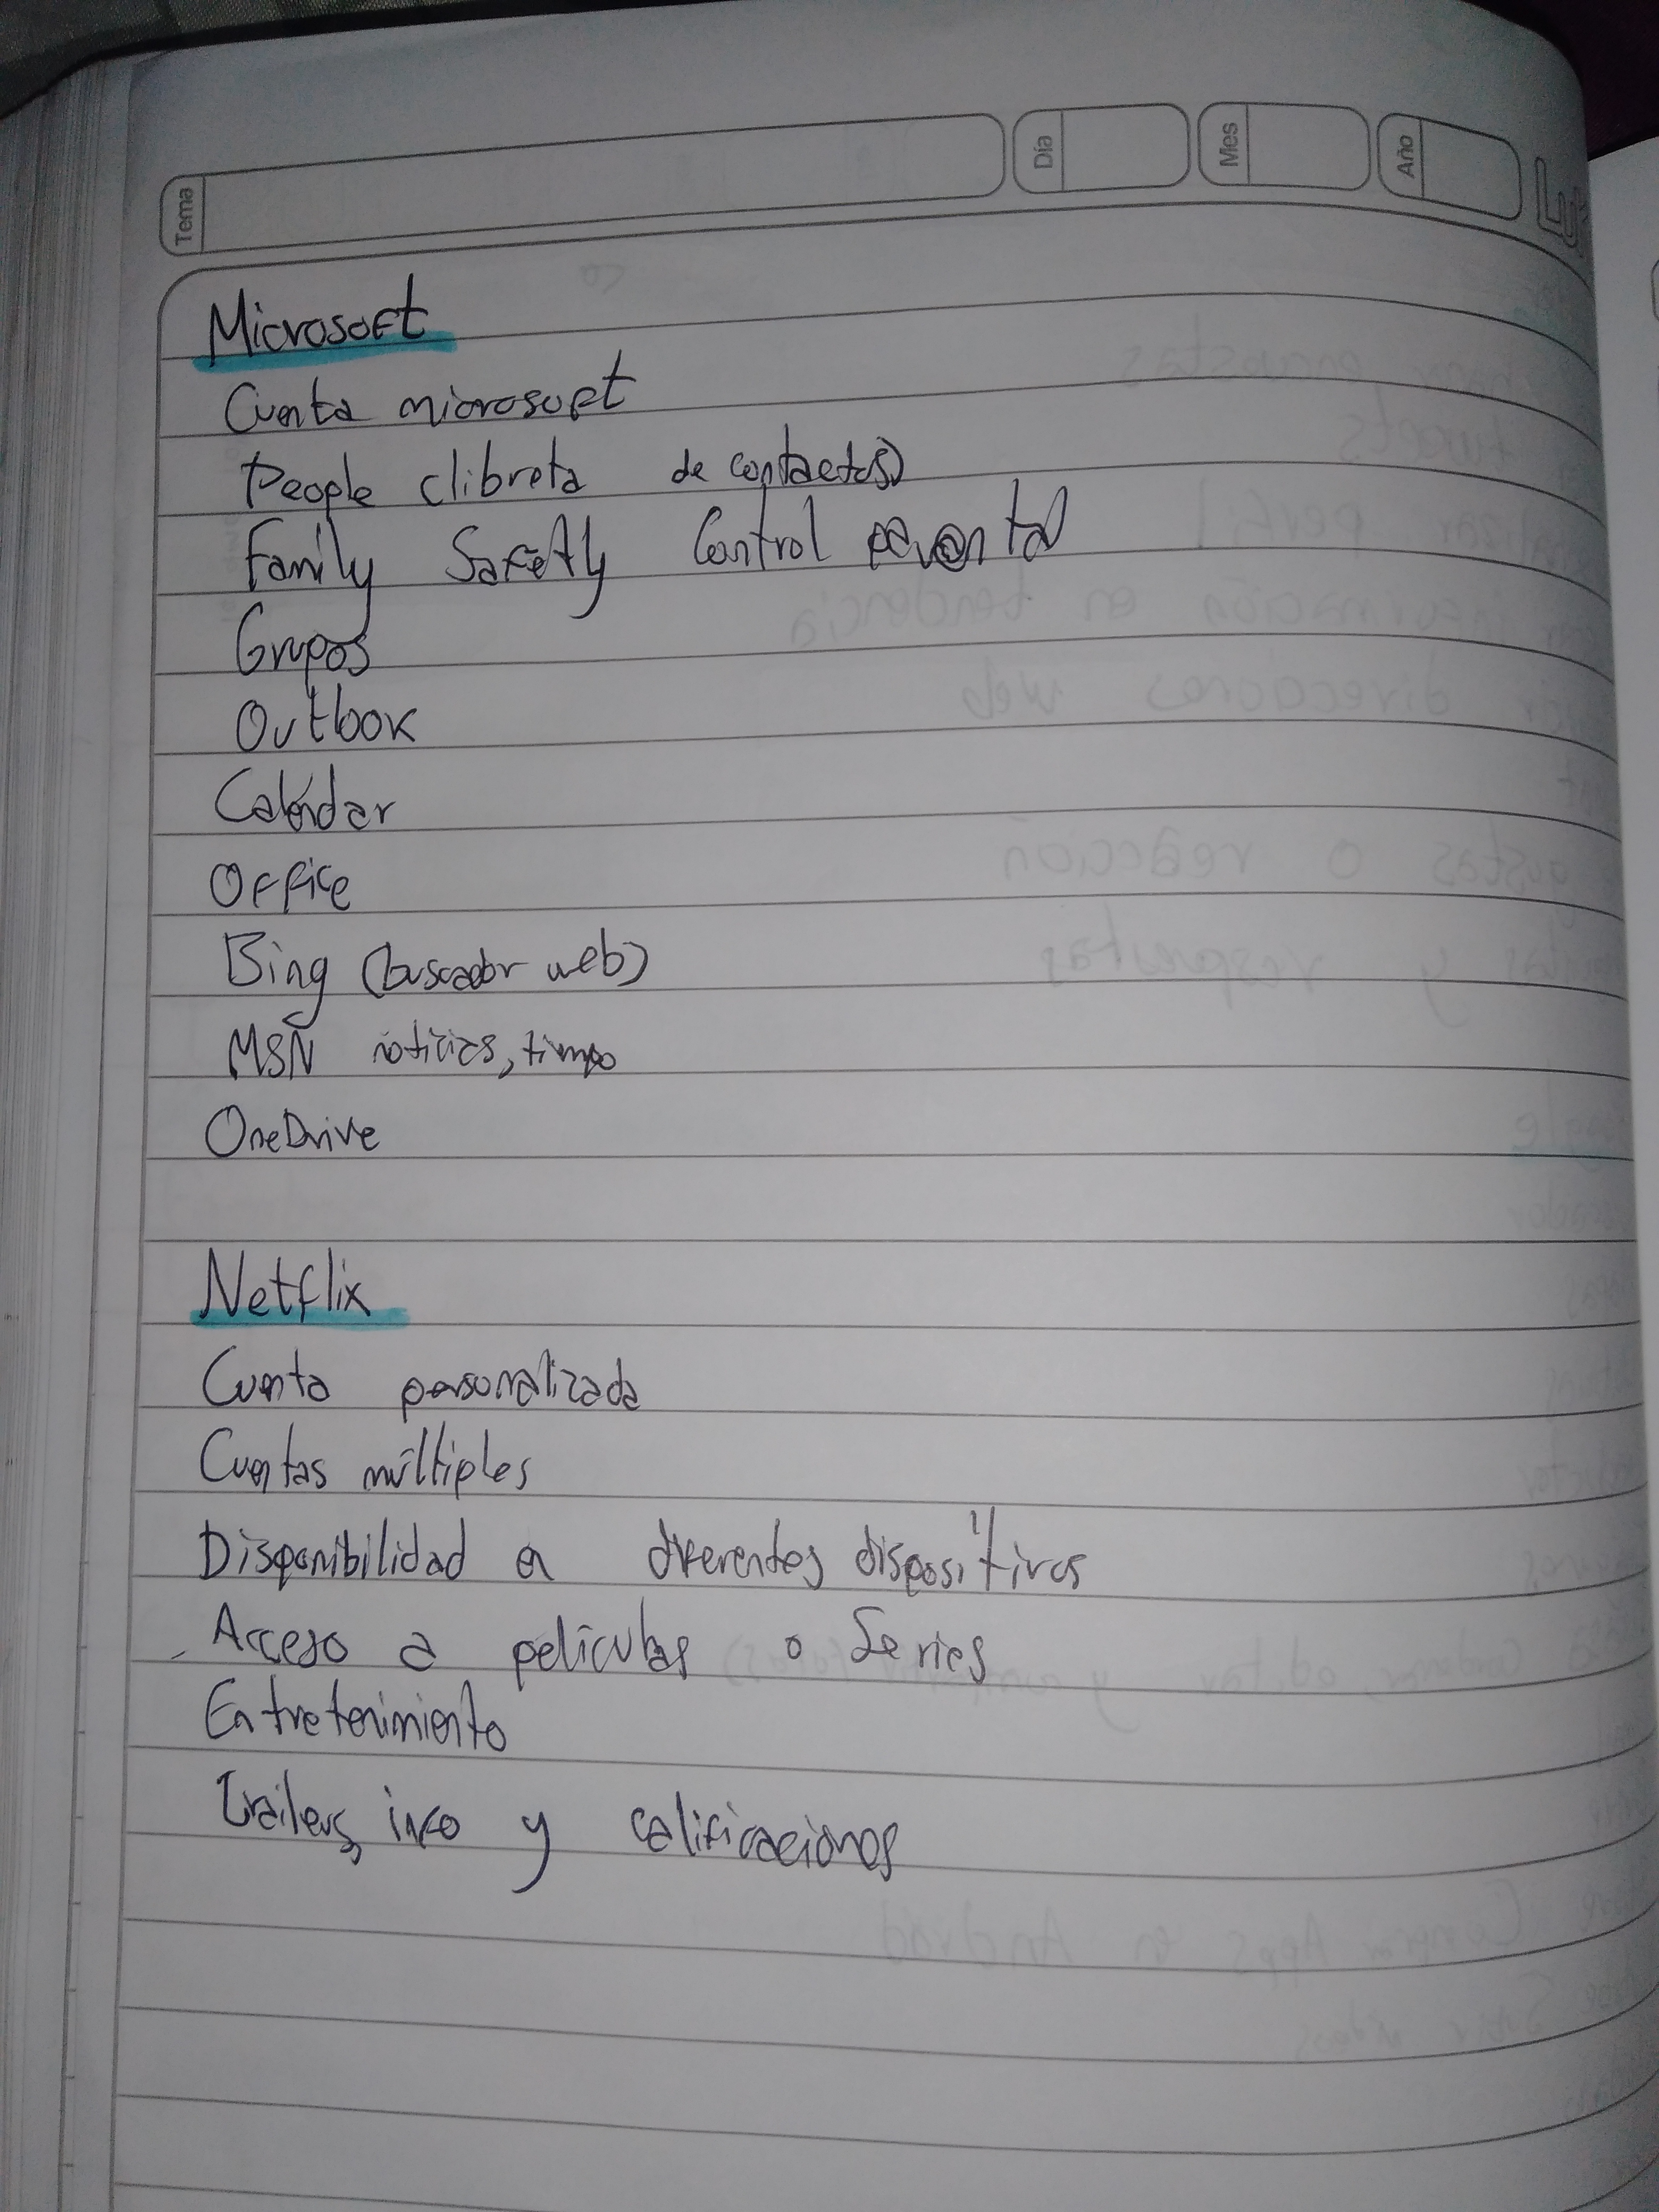 Tema
Día
Mes
Año
Microsoft
Cuenta microsoft
People (libreta de contactos)
Family Safetly Control parental
Grupos
Outlook
Caléndar
Office
Bing (buscador web)
MSN noticias, tiempo
OneDrive
Netflix
Cuenta personalizada
Cuentas múltiples
Disponibilidad en diferentes dispositivos
Acceso a películas o Series
Entretenimiento
Trailers, info y calificaciones